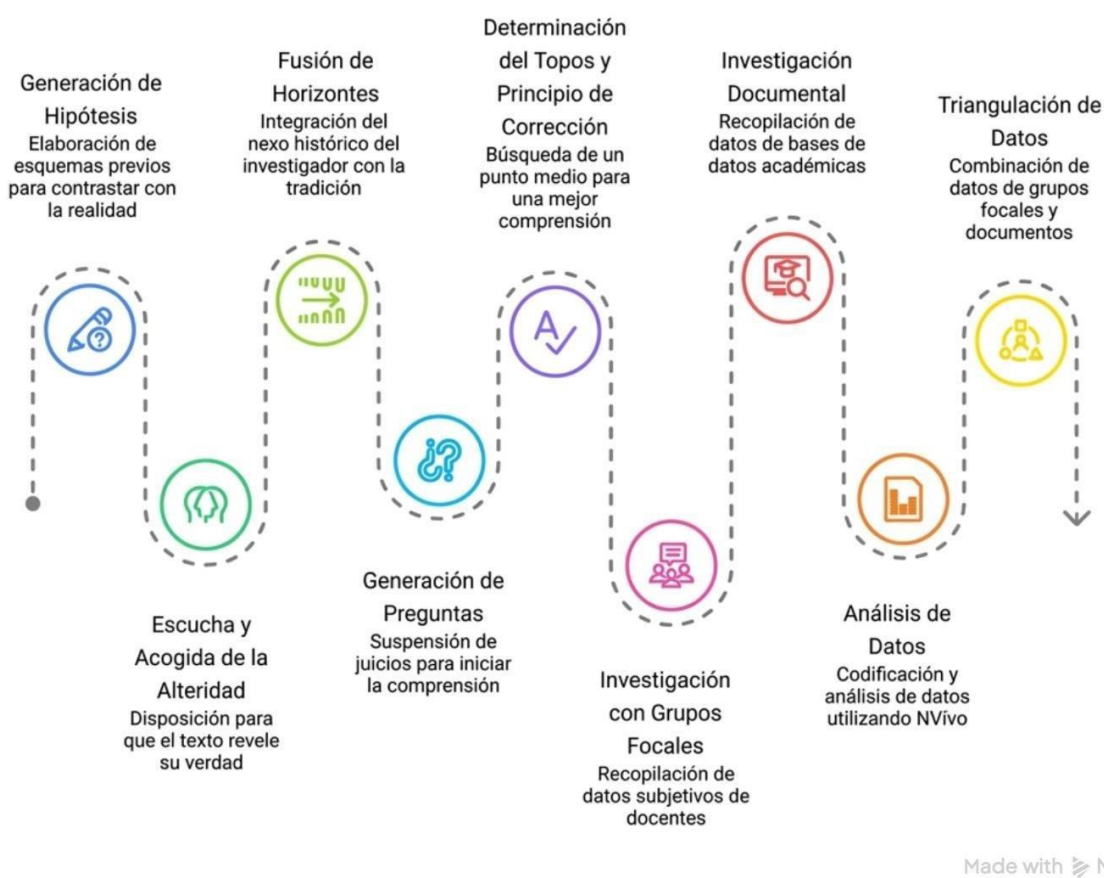 Generación de
Hipótesis
Elaboración de
esquemas previos
para contrastar con
la realidad
Escucha y
Acogida de la
Alteridad
Disposición para
que el texto revele
su verdad
Fusión de
Horizontes
Integración del
nexo histórico del
investigador con la
tradición
Generación de
Preguntas
Suspensión de
juicios para iniciar
la comprensión
Determinación
del Topos y
Principio de
Corrección
Búsqueda de un
punto medio para
una mejor
comprensión
Investigación
con Grupos
Focales
Recopilación de
datos subjetivos de
docentes
Investigación
Documental
Recopilación de
datos de bases de
datos académicas
Análisis de
Datos
Codificación y
análisis de datos
utilizando NVívo
Triangulación de
Datos
Combinación de
datos de grupos
focales y
documentos
Made with